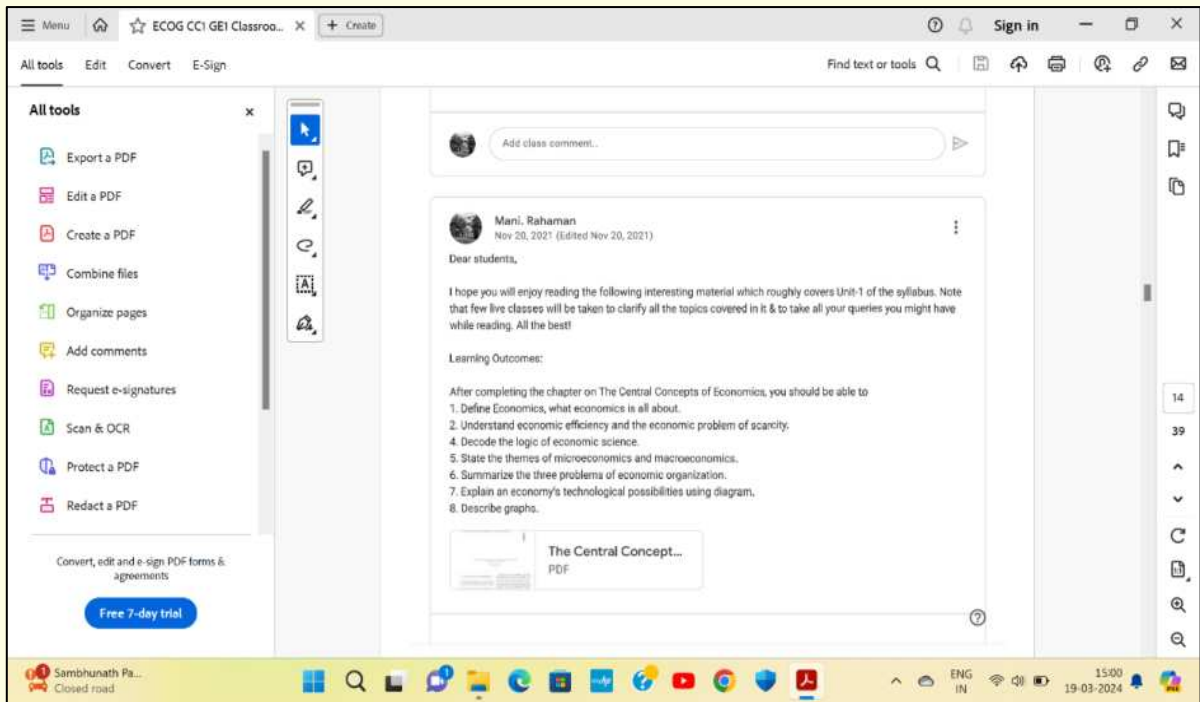 Menu
ECOG CC1 GE1 Classroo...
Create
Sign in
All tools
Edit
Convert
E-Sign
Find text or tools
All tools
Export a PDF
Edit a PDF
Create a PDF
Combine files
Organize pages
Add comments
Request e-signatures
Scan & OCR
Protect a PDF
Redact a PDF
Convert, edit and e-sign PDF forms &
agreements
Free 7-day trial
Add class comment..
Mani. Rahaman
Nov 20, 2021 (Edited Nov 20, 2021)
Dear students,
I hope you will enjoy reading the following interesting material which roughly covers Unit-1 of the syllabus. Note
that few live classes will be taken to clarify all the topics covered in it & to take all your queries you might have
while reading. All the best!
Learning Outcomes:
After completing the chapter on The Central Concepts of Economics, you should be able to
1. Define Economics, what economics is all about.
2. Understand economic efficiency and the economic problem of scarcity.
4. Decode the logic of economic science.
5. State the themes of microeconomics and macroeconomics.
6. Summarize the three problems of economic organization.
7. Explain an economy's technological possibilities using diagram.
8. Describe graphs.
The Central Concept...
PDF
14
39
Sambhunath Pa...
Closed road
ENG
IN
15:00
19-03-2024